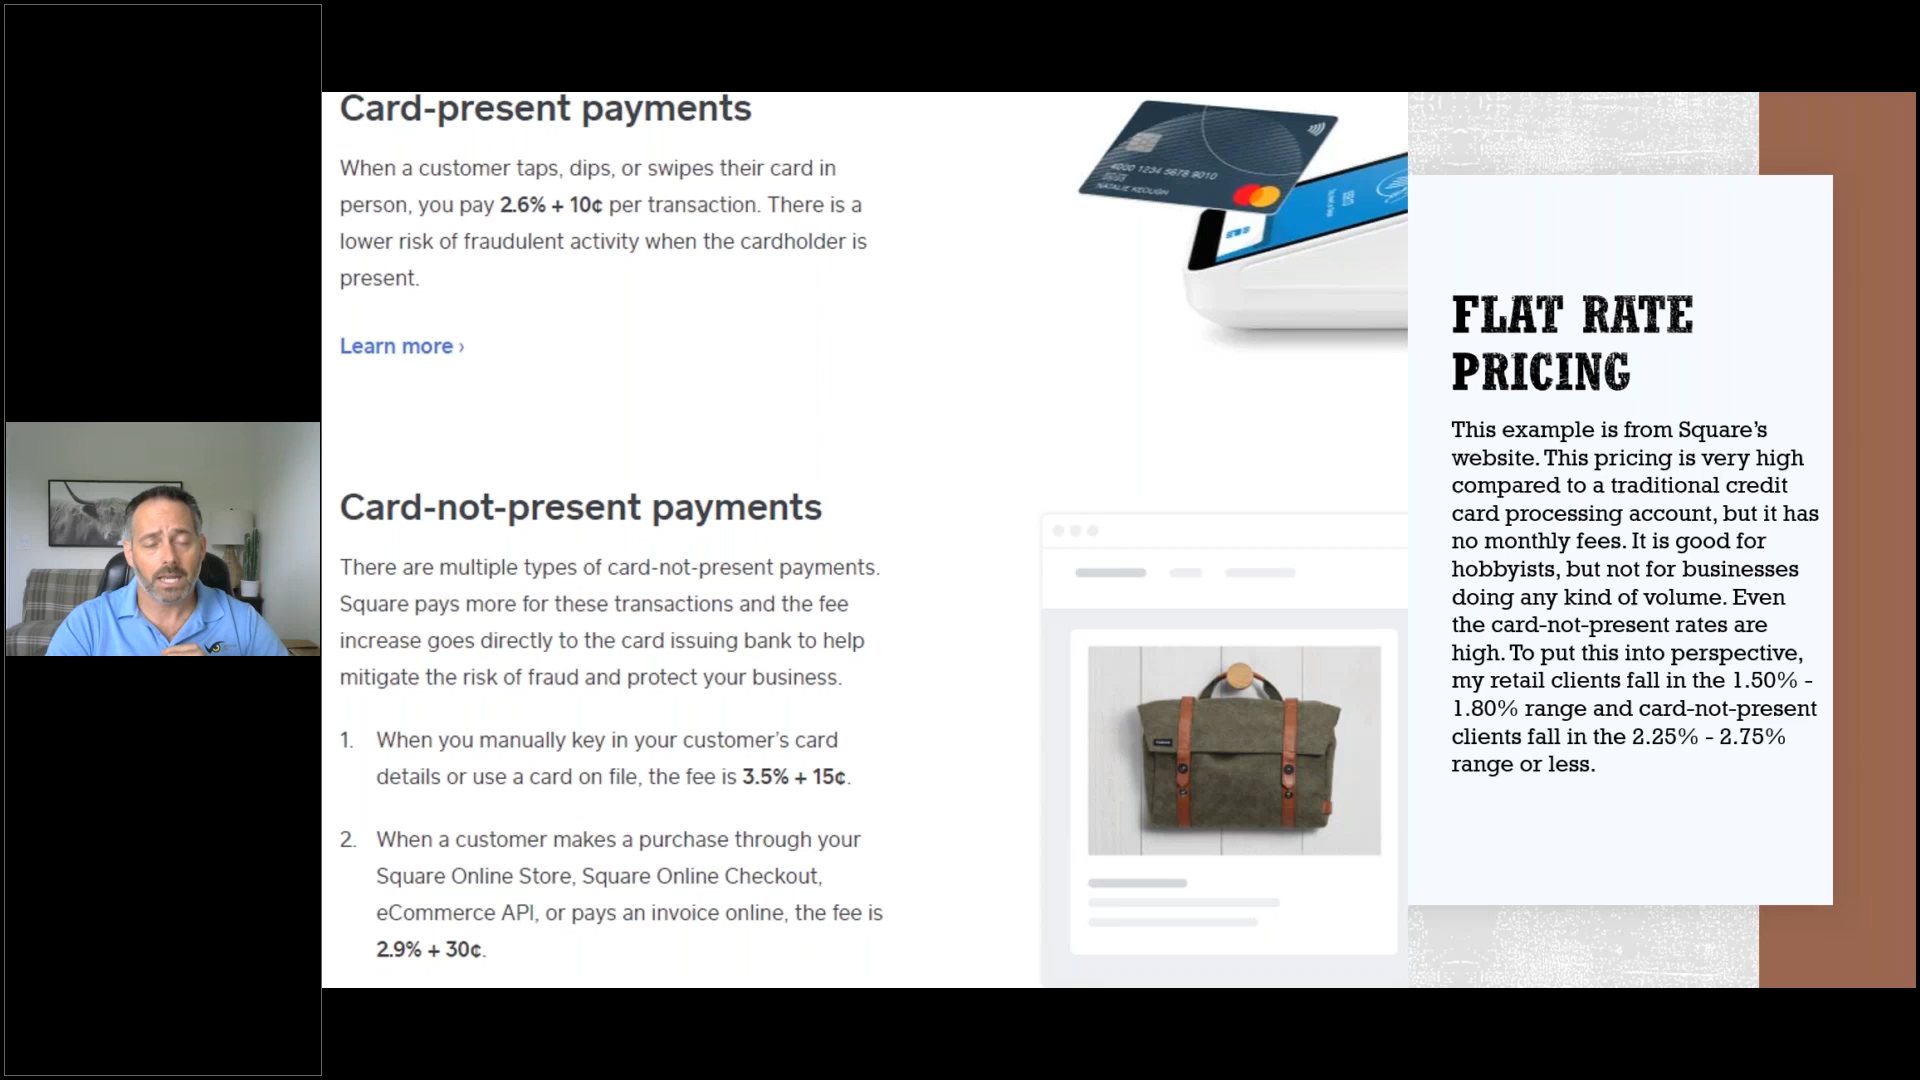 Card-present payments
When a customer taps, dips, or swipes their card in
person, you pay 2.6% + 10¢ per transaction. There is a
lower risk of fraudulent activity when the cardholder is
present.
Learn more ›
4000 1234 5678 9010
NATALIE KEOUGH
Card-not-present payments
There are multiple types of card-not-present payments.
Square pays more for these transactions and the fee
increase goes directly to the card issuing bank to help
mitigate the risk of fraud and protect your business.
1. When you manually key in your customer’s card
details or use a card on file, the fee is 3.5% + 15¢.
2. When a customer makes a purchase through your
Square Online Store, Square Online Checkout,
eCommerce API, or pays an invoice online, the fee is
2.9% + 30¢.
FLAT RATE
PRICING
This example is from Square’s
website. This pricing is very high
compared to a traditional credit
card processing account, but it has
no monthly fees. It is good for
hobbyists, but not for businesses
doing any kind of volume. Even
the card-not-present rates are
high. To put this into perspective,
my retail clients fall in the 1.50% -
1.80% range and card-not-present
clients fall in the 2.25% - 2.75%
range or less.